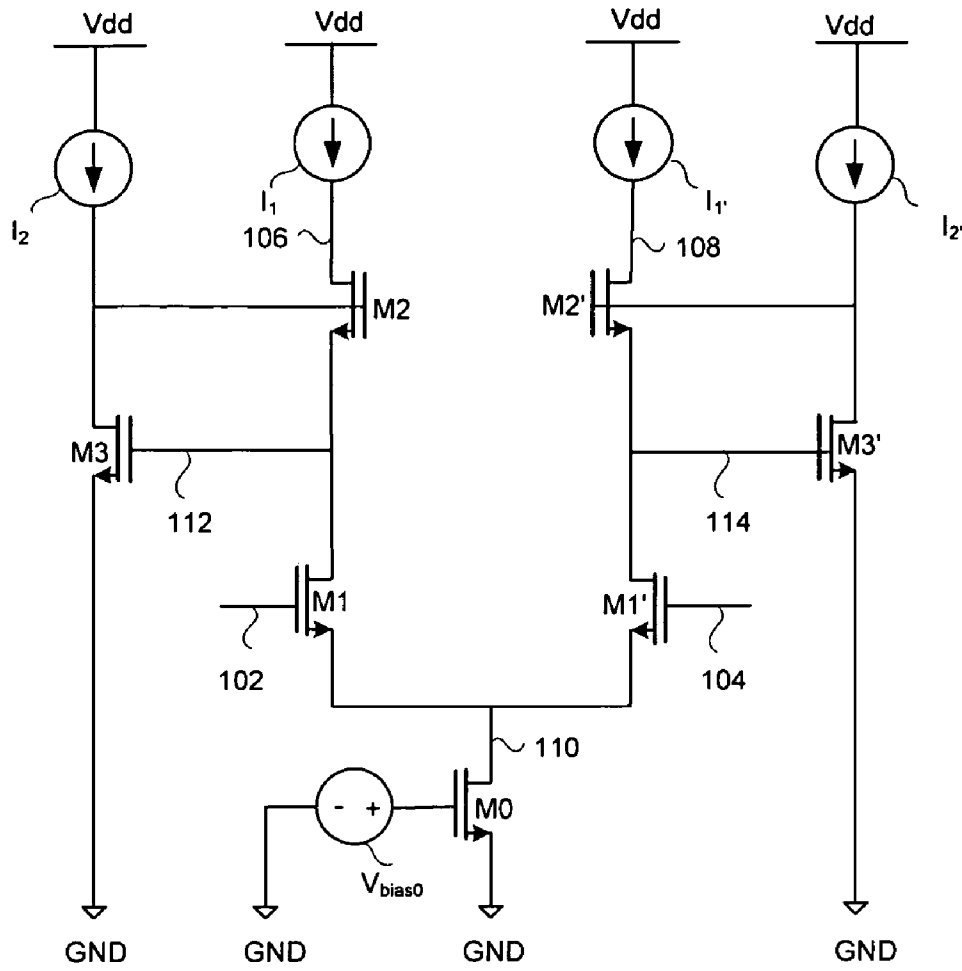 Vdd Vdd Vdd Vdd
I₂ I₁ I₁' I₂'
106 108
M2 M2'
M3 M3'
112 114
M1 M1'
102 104
110
- + M0
Vbias0
GND GND GND GND